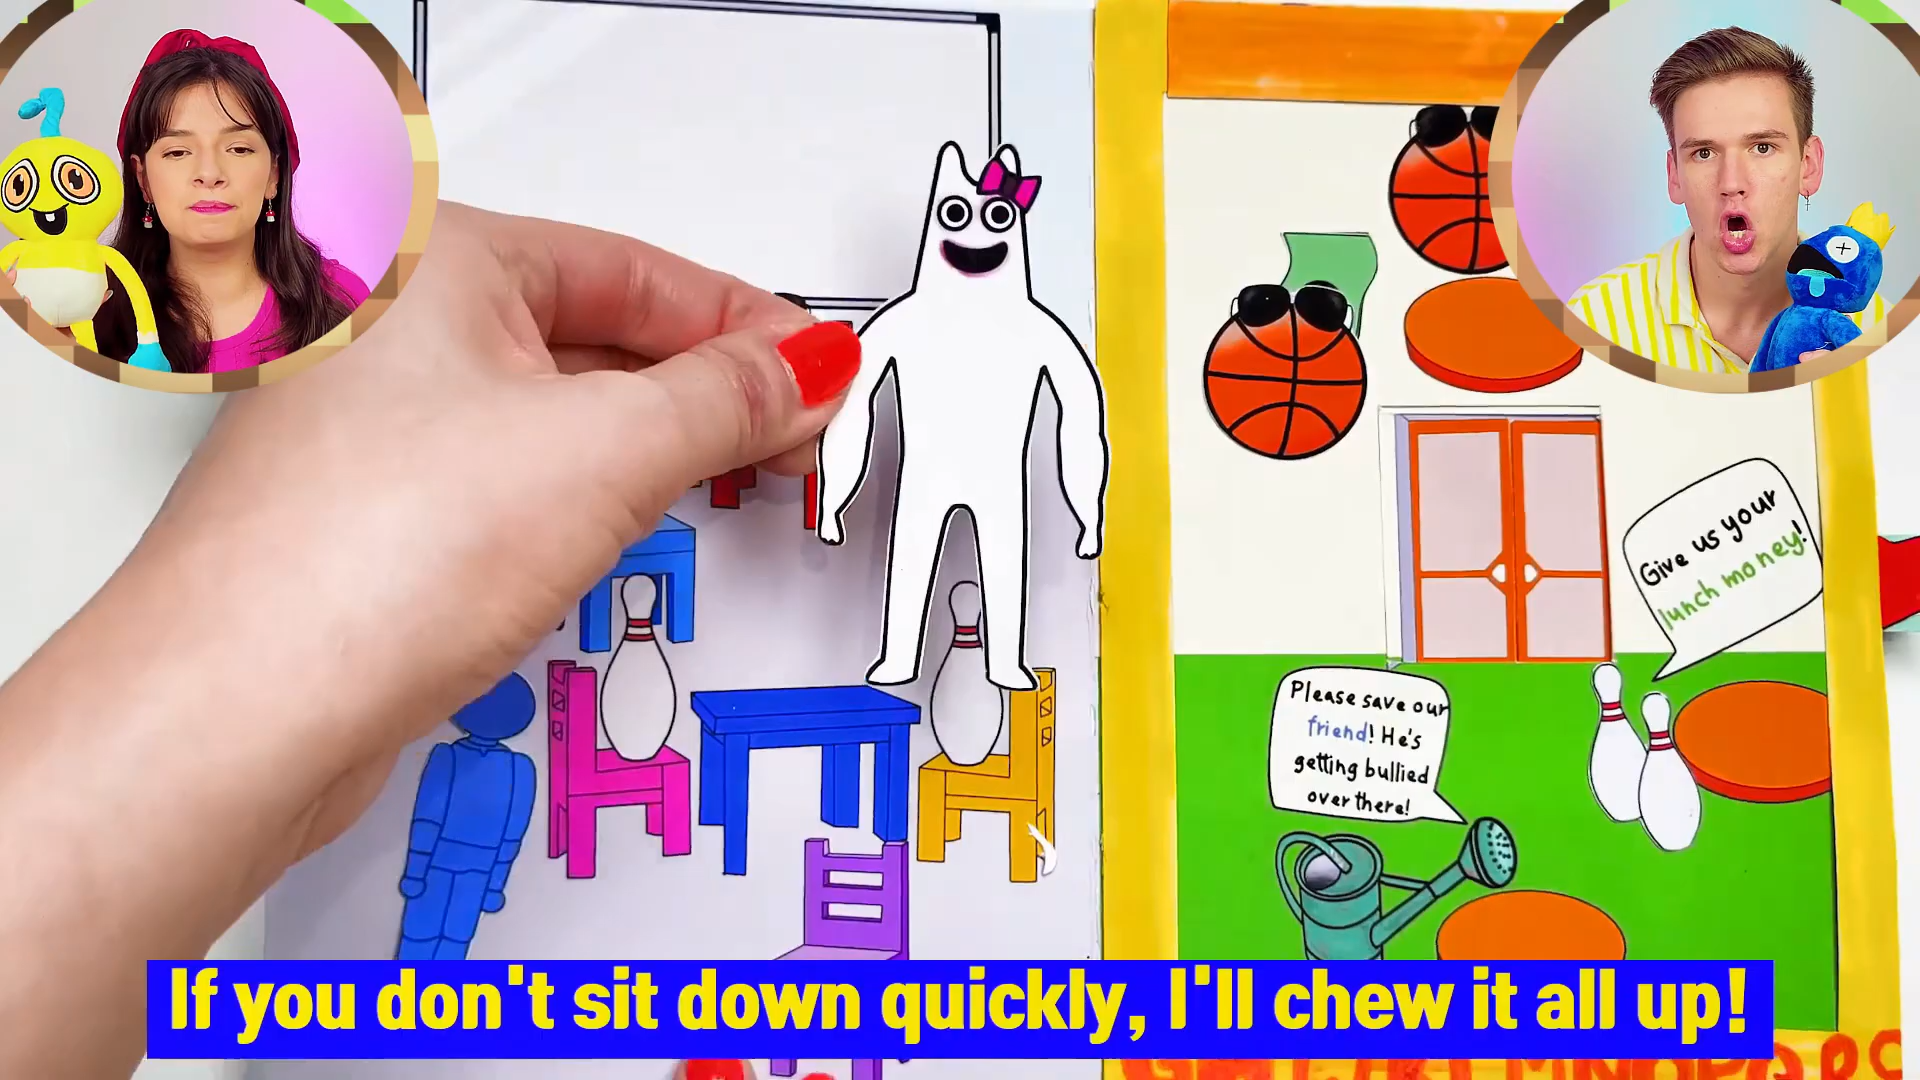 Give us your
lunch money!
Please save our
friend! He's
getting bullied
over there!
If you don't sit down quickly, I'll chew it all up!